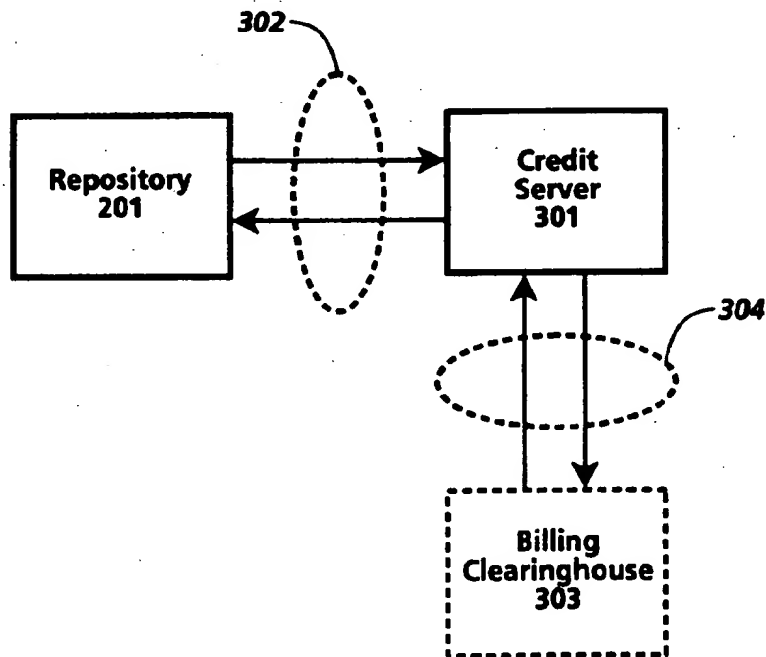 302
Repository
201
Credit
Server
301
304
Billing
Clearinghouse
303